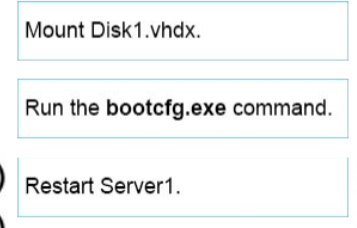 Mount Disk1.vhdx.
Run the bootcfg.exe command.
Restart Server1.